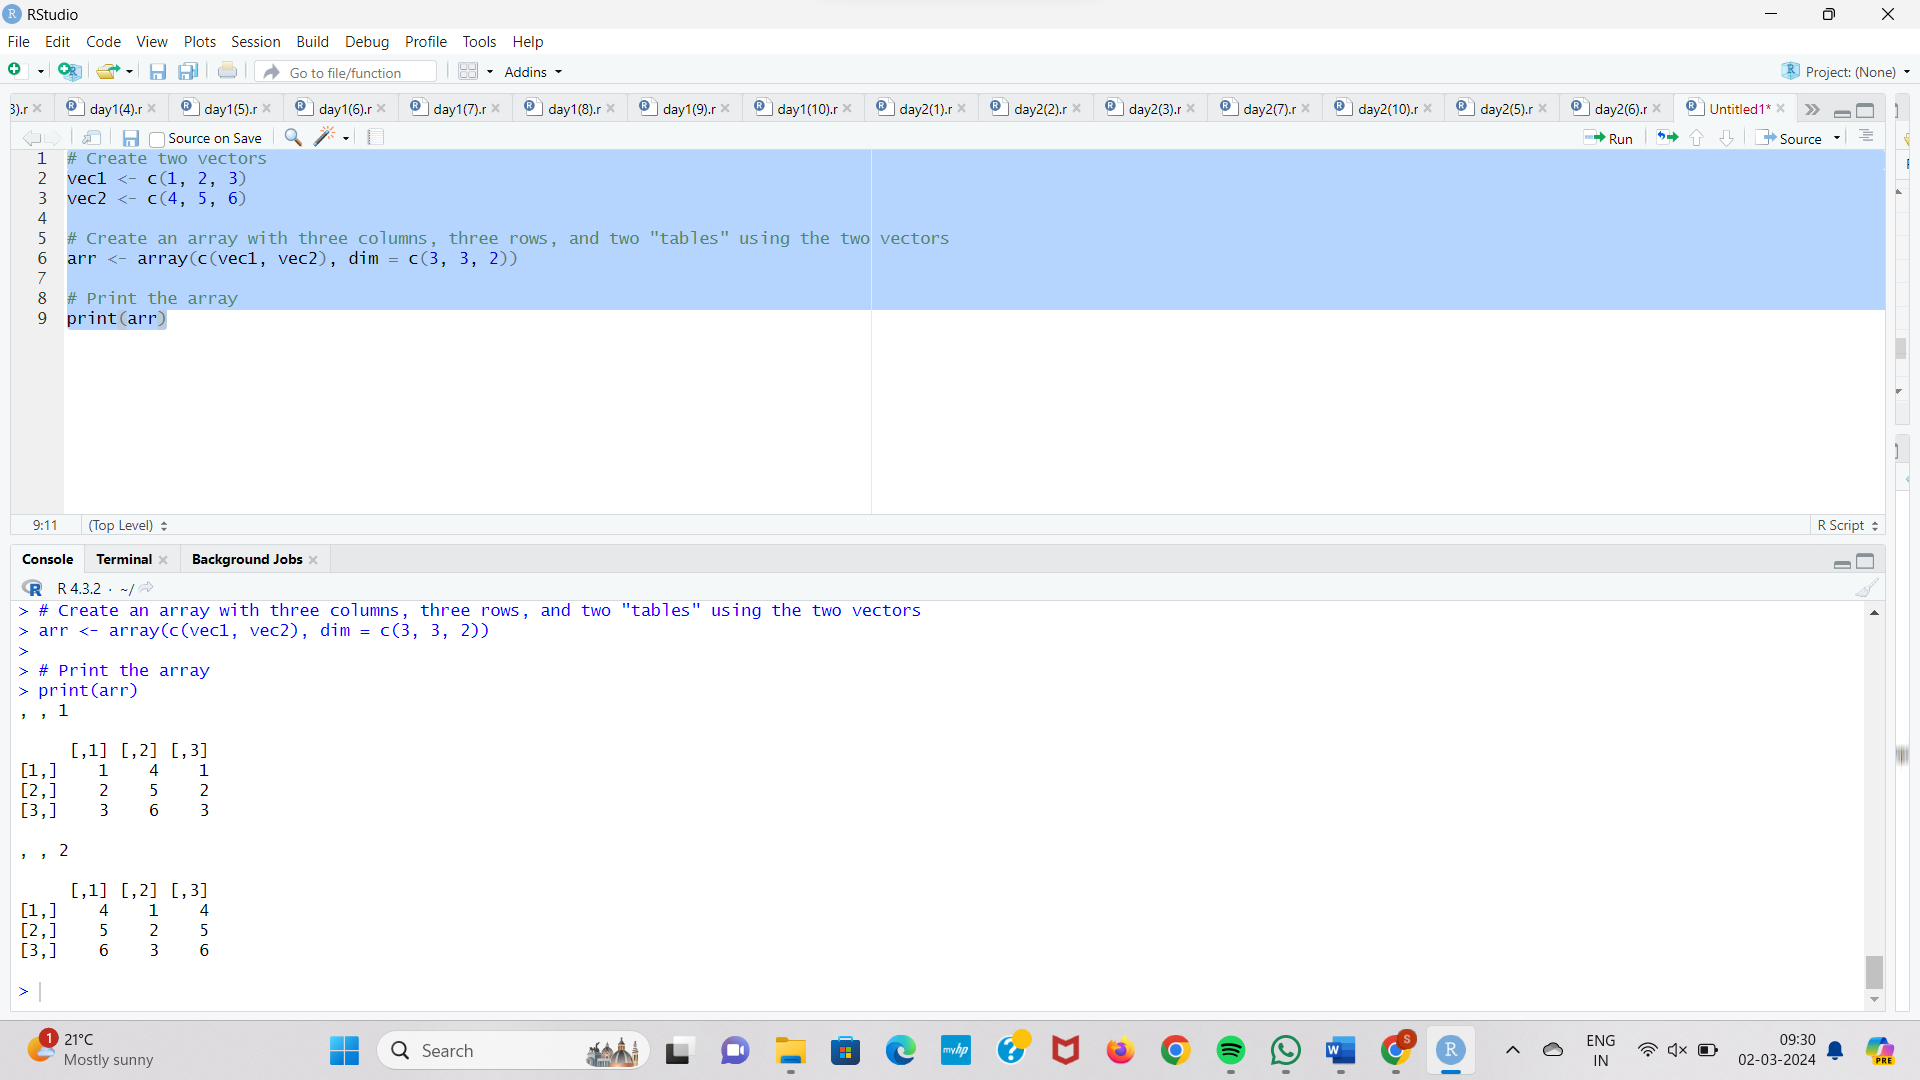 RStudio
File Edit Code View Plots Session Build Debug Profile Tools Help
Go to file/function Addins Project: (None)
3).r day1(4).r day1(5).r day1(6).r day1(7).r day1(8).r day1(9).r day1(10).r day2(1).r day2(2).r day2(3).r day2(7).r day2(10).r day2(5).r day2(6).r Untitled1*
Source on Save Run Source
1 # Create two vectors
2 vec1 <- c(1, 2, 3)
3 vec2 <- c(4, 5, 6)
4
5 # Create an array with three columns, three rows, and two "tables" using the two vectors
6 arr <- array(c(vec1, vec2), dim = c(3, 3, 2))
7
8 # Print the array
9 print(arr)
9:11 (Top Level) R Script
Console Terminal Background Jobs
R 4.3.2 · ~/
> # Create an array with three columns, three rows, and two "tables" using the two vectors
> arr <- array(c(vec1, vec2), dim = c(3, 3, 2))
>
> # Print the array
> print(arr)
, , 1
[,1] [,2] [,3]
[1,] 1 4 1
[2,] 2 5 2
[3,] 3 6 3
, , 2
[,1] [,2] [,3]
[1,] 4 1 4
[2,] 5 2 5
[3,] 6 3 6
>
1 21°C
Mostly sunny
Search
myhp
S
R
ENG
IN
09:30
02-03-2024
PRE